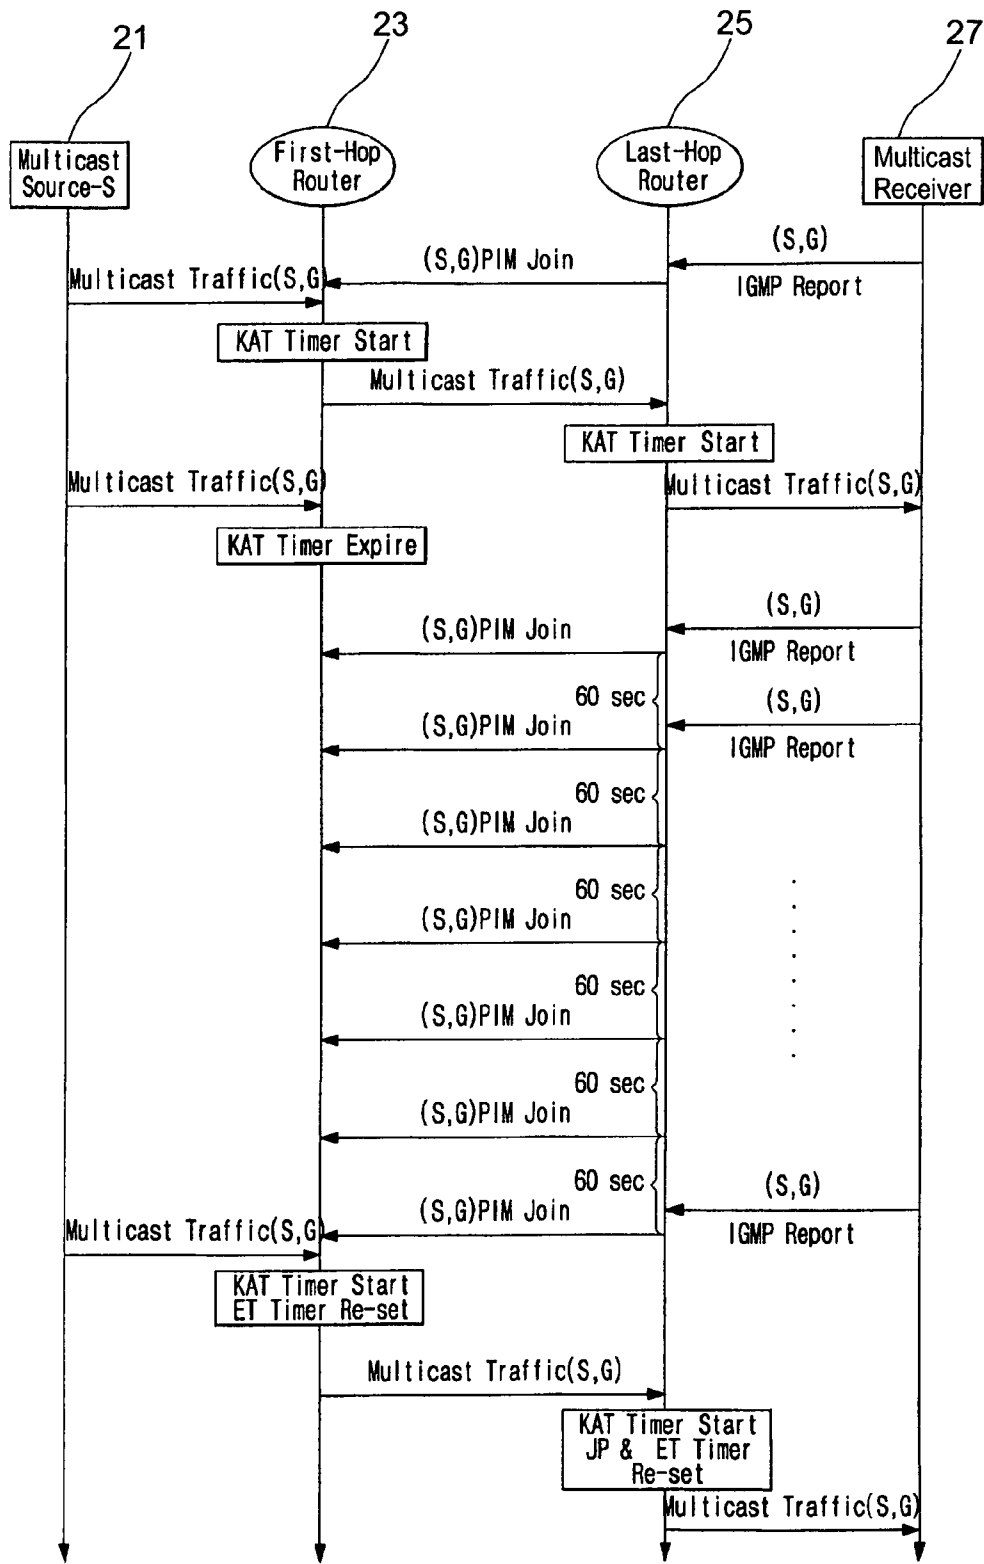 21
23
25
27
Multicast
Source-S
First-Hop
Router
Last-Hop
Router
Multicast
Receiver
(S,G)
(S,G)PIM Join
Multicast Traffic(S,G)
IGMP Report
KAT Timer Start
Multicast Traffic(S,G)
KAT Timer Start
Multicast Traffic(S,G)
Multicast Traffic(S,G)
KAT Timer Expire
(S,G)
(S,G)PIM Join
IGMP Report
60 sec
(S,G)
(S,G)PIM Join
IGMP Report
60 sec
(S,G)PIM Join
60 sec
(S,G)PIM Join
60 sec
(S,G)PIM Join
60 sec
(S,G)PIM Join
60 sec
(S,G)
(S,G)PIM Join
Multicast Traffic(S,G)
IGMP Report
KAT Timer Start
ET Timer Re-set
Multicast Traffic(S,G)
KAT Timer Start
JP & ET Timer
Re-set
Multicast Traffic(S,G)